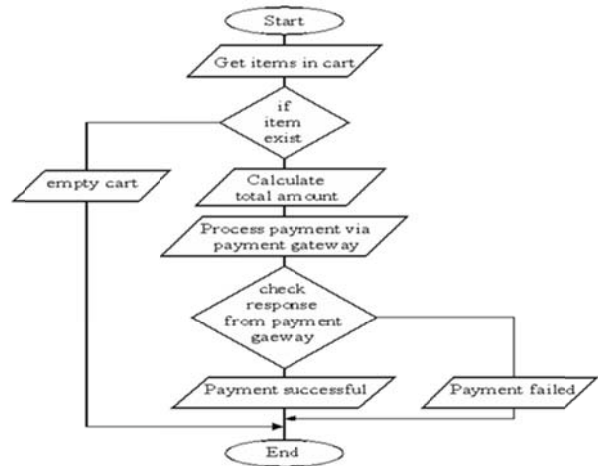 Start
Get items in cart
if
item
exist
empty cart
Calculate
total amount
Process payment via
payment gateway
check
response
from payment
gaeway
Payment successful
Payment failed
End